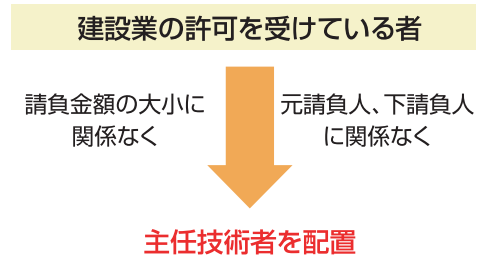 建設業の許可を受けている者
請負金額の大小に
関係なく
元請負人、下請負人
に関係なく
主任技術者を配置